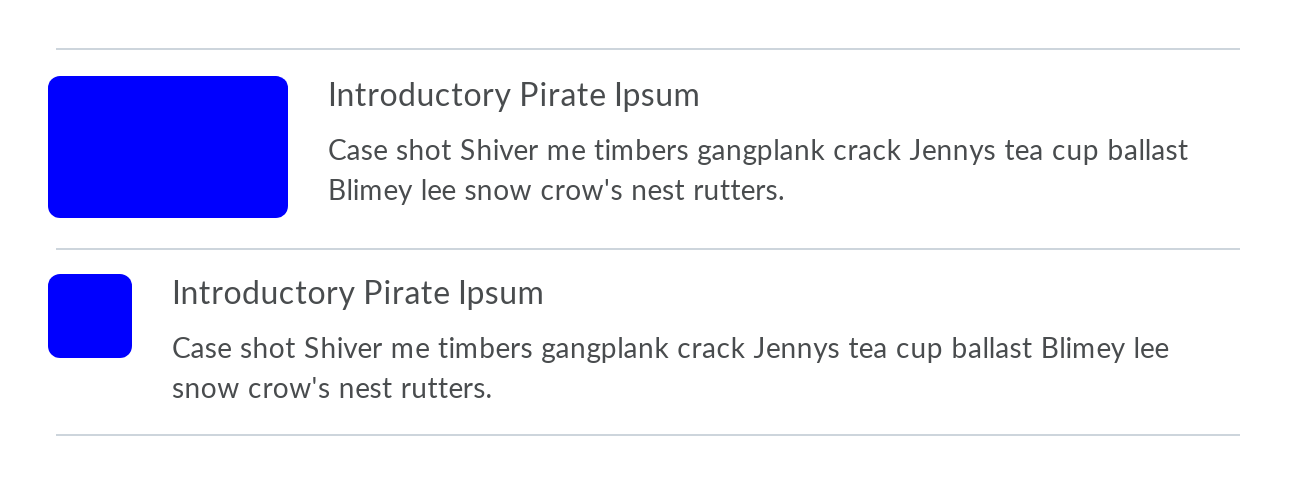 Introductory Pirate Ipsum
Case shot Shiver me timbers gangplank crack Jennys tea cup ballast
Blimey lee snow crow's nest rutters.
Introductory Pirate Ipsum
Case shot Shiver me timbers gangplank crack Jennys tea cup ballast Blimey lee
snow crow's nest rutters.